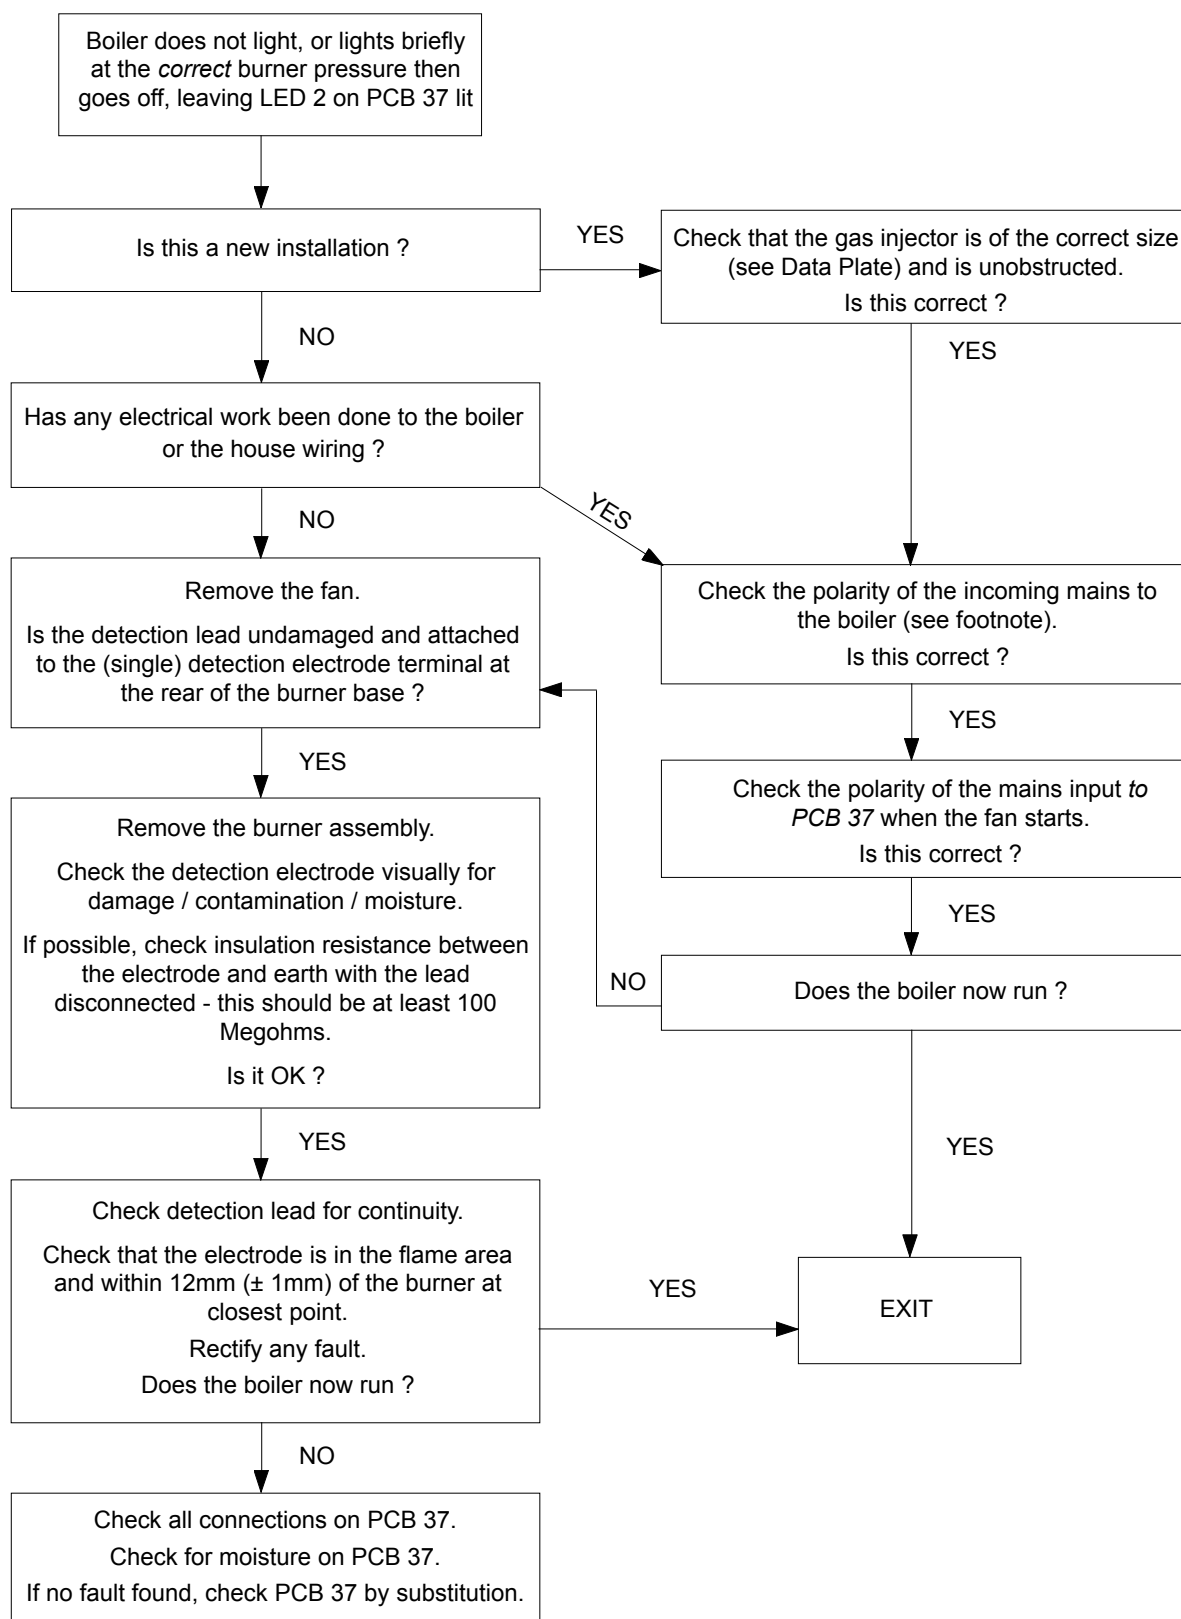 Boiler does not light, or lights briefly
at the correct burner pressure then
goes off, leaving LED 2 on PCB 37 lit
Is this a new installation ?
YES
Check that the gas injector is of the correct size
(see Data Plate) and is unobstructed.
Is this correct ?
NO
YES
Has any electrical work been done to the boiler
or the house wiring ?
YES
NO
Remove the fan.
Is the detection lead undamaged and attached
to the (single) detection electrode terminal at
the rear of the burner base ?
Check the polarity of the incoming mains to
the boiler (see footnote).
Is this correct ?
YES
YES
Check the polarity of the mains input to
PCB 37 when the fan starts.
Is this correct ?
Remove the burner assembly.
Check the detection electrode visually for
damage / contamination / moisture.
If possible, check insulation resistance between
the electrode and earth with the lead
disconnected - this should be at least 100
Megohms.
Is it OK ?
YES
NO
Does the boiler now run ?
YES
YES
Check detection lead for continuity.
Check that the electrode is in the flame area
and within 12mm (± 1mm) of the burner at
closest point.
Rectify any fault.
Does the boiler now run ?
YES
EXIT
NO
Check all connections on PCB 37.
Check for moisture on PCB 37.
If no fault found, check PCB 37 by substitution.